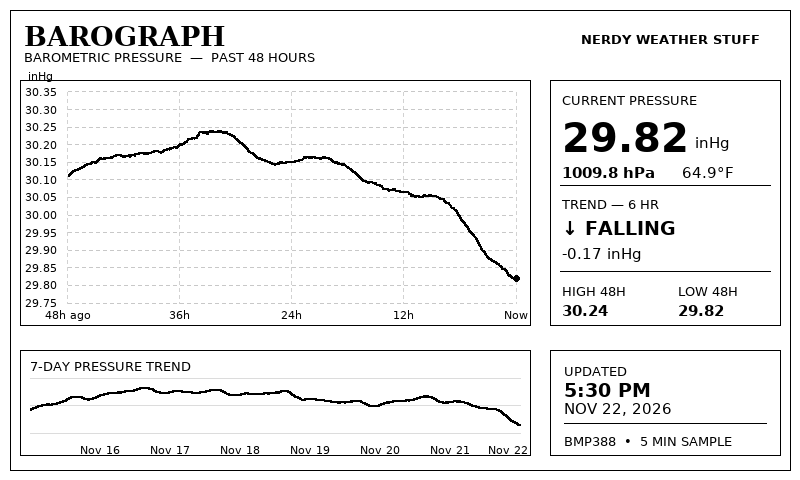 BAROGRAPH
BAROMETRIC PRESSURE — PAST 48 HOURS
NERDY WEATHER STUFF
inHg
30.35
30.30
30.25
30.20
30.15
30.10
30.05
30.00
29.95
29.90
29.85
29.80
29.75
48h ago 36h 24h 12h Now
CURRENT PRESSURE
29.82 inHg
1009.8 hPa 64.9°F
TREND — 6 HR
↓ FALLING
-0.17 inHg
HIGH 48H LOW 48H
30.24 29.82
7-DAY PRESSURE TREND
Nov 16 Nov 17 Nov 18 Nov 19 Nov 20 Nov 21 Nov 22
UPDATED
5:30 PM
NOV 22, 2026
BMP388 • 5 MIN SAMPLE